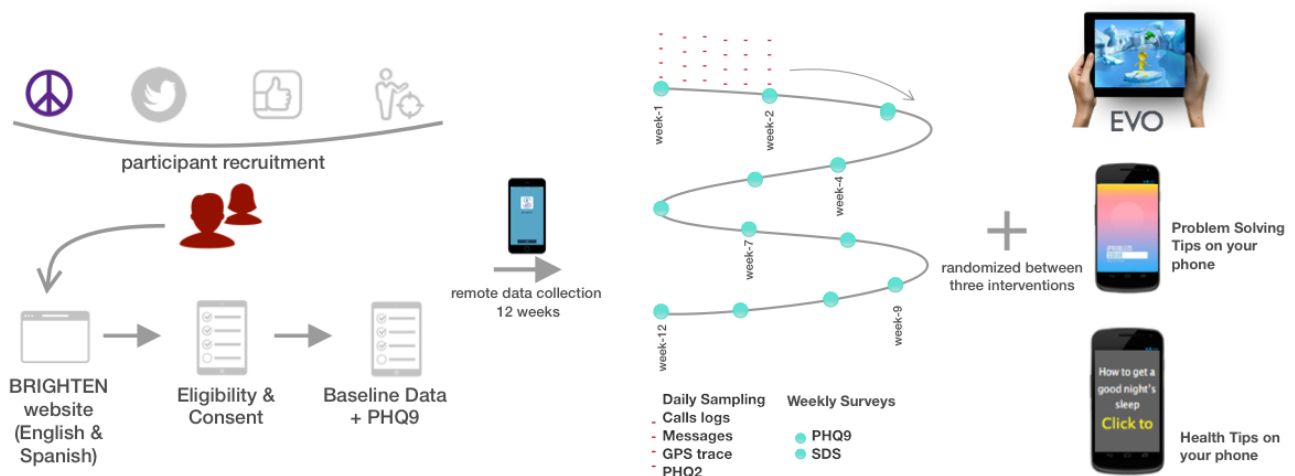 participant recruitment
BRIGHTEN
website
(English &
Spanish)
Eligibility &
Consent
Baseline Data
+ PHQ9
remote data collection
12 weeks
week-1
week-2
week-4
week-7
week-9
week-12
Daily Sampling
Calls logs
Messages
GPS trace
PHQ2
Weekly Surveys
PHQ9
SDS
randomized between
three interventions
EVO
Problem Solving
Tips on your
phone
How to get a
good night's
sleep
Click to
Health Tips on
your phone